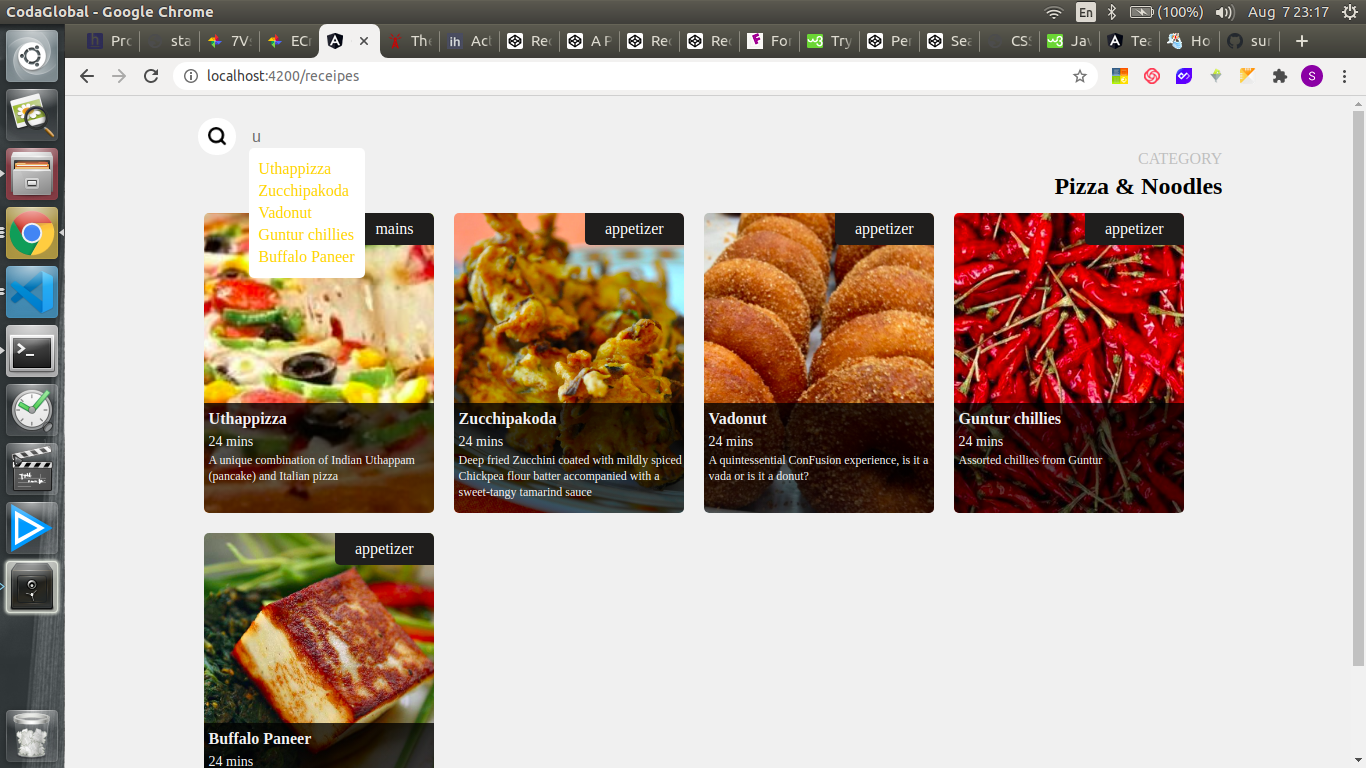 CodaGlobal - Google Chrome
En (100%) Aug 7 23:17
Pro sta 7Vs ECr The ih Act Rec A P Rec Rec For Try Per Sea CSS Jav Tea Ho sur
localhost:4200/receipes S
u
Uthappizza
Zucchipakoda
Vadonut
Guntur chillies
Buffalo Paneer
CATEGORY
Pizza & Noodles
mains
Uthappizza
24 mins
A unique combination of Indian Uthappam
(pancake) and Italian pizza
appetizer
Zucchipakoda
24 mins
Deep fried Zucchini coated with mildly spiced
Chickpea flour batter accompanied with a
sweet-tangy tamarind sauce
appetizer
Vadonut
24 mins
A quintessential ConFusion experience, is it a
vada or is it a donut?
appetizer
Guntur chillies
24 mins
Assorted chillies from Guntur
appetizer
Buffalo Paneer
24 mins